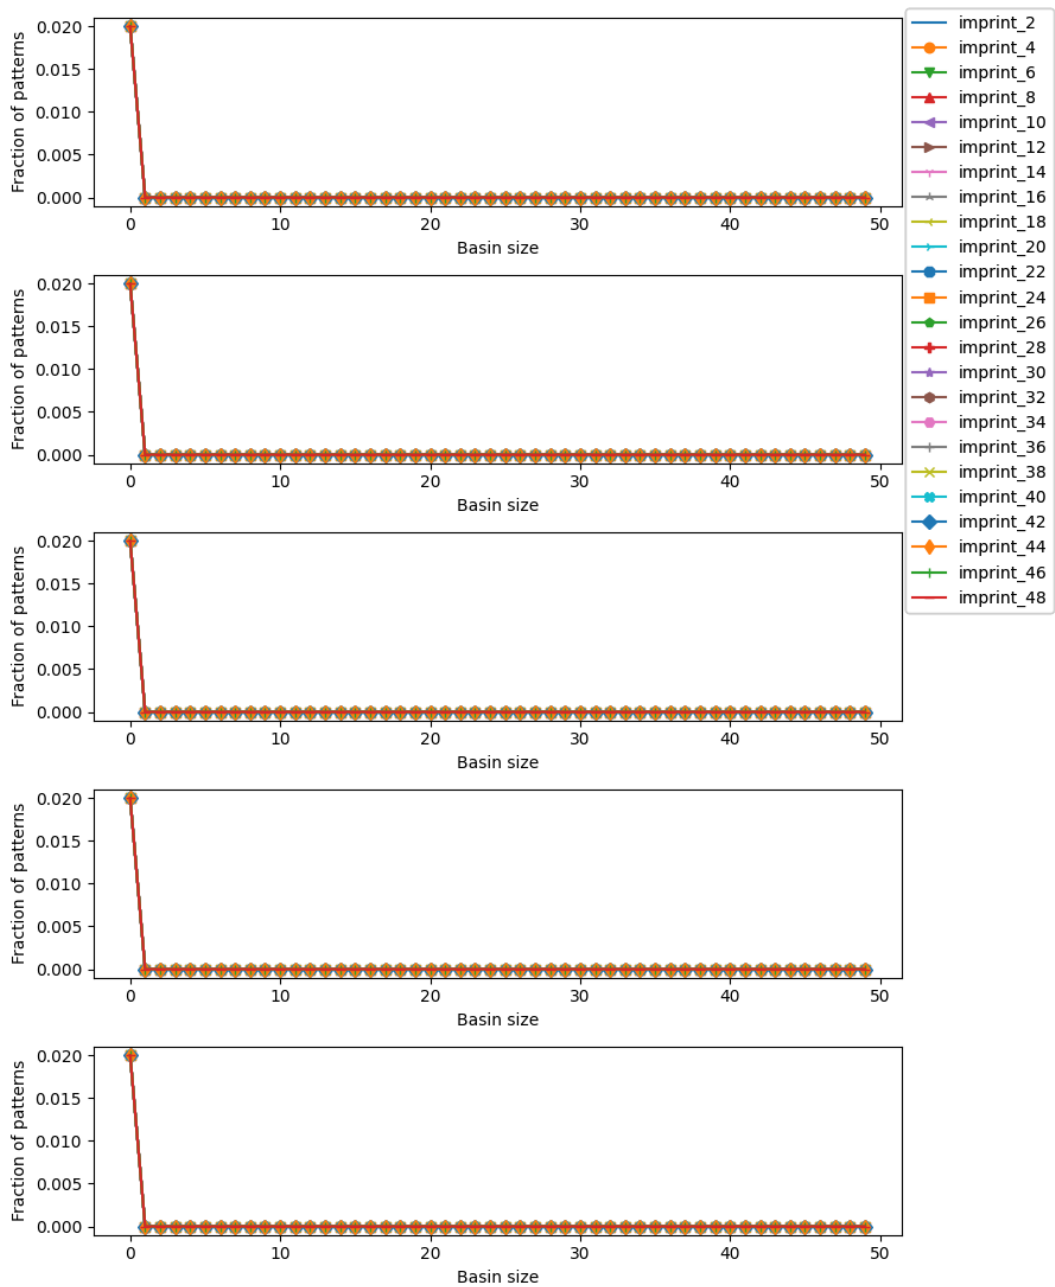 0.020
0.015
0.010
0.005
0.000
Fraction of patterns
0 10 20 30 40 50
Basin size
0.020
0.015
0.010
0.005
0.000
Fraction of patterns
0 10 20 30 40 50
Basin size
0.020
0.015
0.010
0.005
0.000
Fraction of patterns
0 10 20 30 40 50
Basin size
0.020
0.015
0.010
0.005
0.000
Fraction of patterns
0 10 20 30 40 50
Basin size
0.020
0.015
0.010
0.005
0.000
Fraction of patterns
0 10 20 30 40 50
Basin size
imprint_2
imprint_4
imprint_6
imprint_8
imprint_10
imprint_12
imprint_14
imprint_16
imprint_18
imprint_20
imprint_22
imprint_24
imprint_26
imprint_28
imprint_30
imprint_32
imprint_34
imprint_36
imprint_38
imprint_40
imprint_42
imprint_44
imprint_46
imprint_48